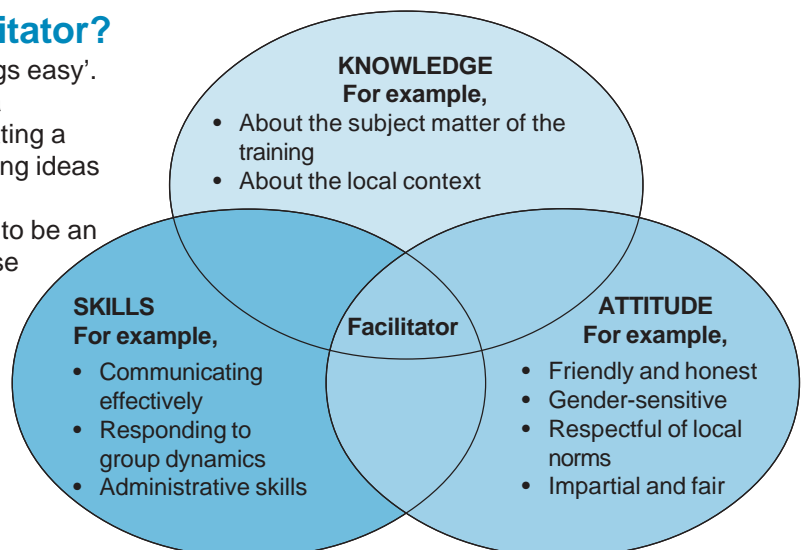 itator?
gs easy’.
ting a
ng ideas
to be an
se
KNOWLEDGE
For example,
• About the subject matter of the
training
• About the local context
SKILLS
For example,
• Communicating
effectively
• Responding to
group dynamics
• Administrative skills
Facilitator
ATTITUDE
For example,
• Friendly and honest
• Gender-sensitive
• Respectful of local
norms
• Impartial and fair